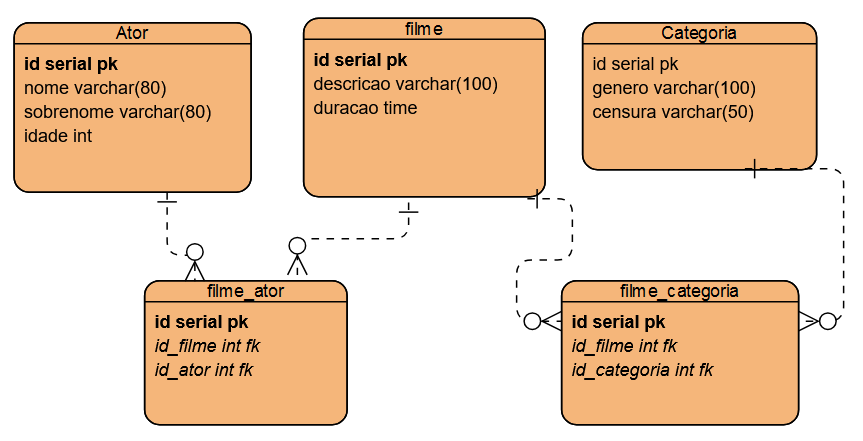 Ator
id serial pk
nome varchar(80)
sobrenome varchar(80)
idade int
filme
id serial pk
descricao varchar(100)
duracao time
Categoria
id serial pk
genero varchar(100)
censura varchar(50)
filme_ator
id serial pk
id_filme int fk
id_ator int fk
filme_categoria
id serial pk
id_filme int fk
id_categoria int fk